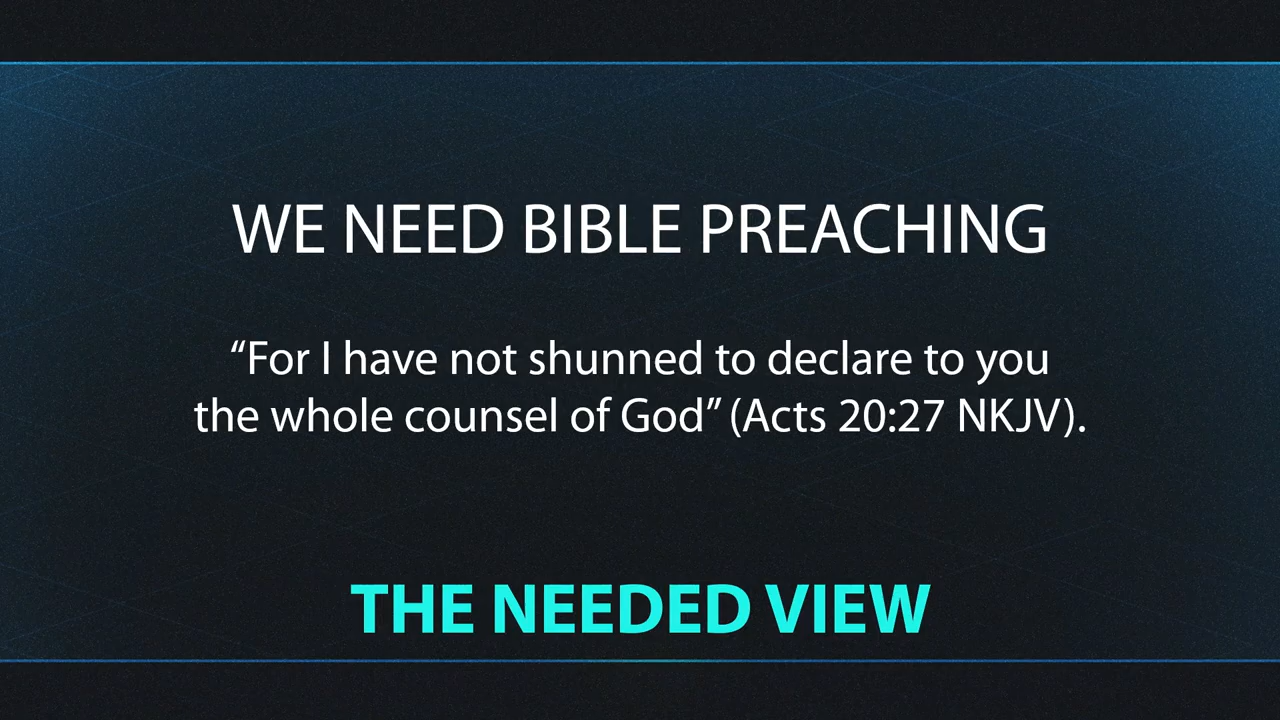 WE NEED BIBLE PREACHING
“For I have not shunned to declare to you
the whole counsel of God” (Acts 20:27 NKJV).
THE NEEDED VIEW